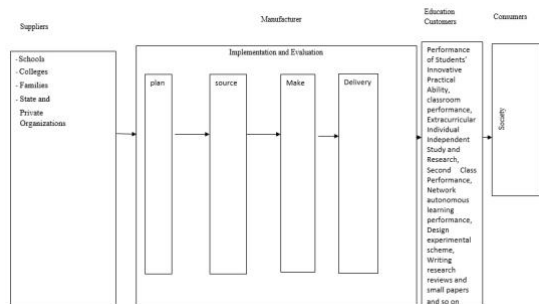 Suppliers
Manufacturer
Education
Customers
Consumers
- Schools
- Colleges
- Families
- State and
Private
Organizations
Implementation and Evaluation
plan
source
Make
Delivery
Performance
of Students'
Innovative
Practical
Ability,
classroom
performance,
Extracurricular
Individual
Independent
Study and
Research,
Second Class
Performance,
Network
autonomous
learning
performance,
Design
experimental
scheme,
Writing
research
reviews and
small papers
and so on
Society